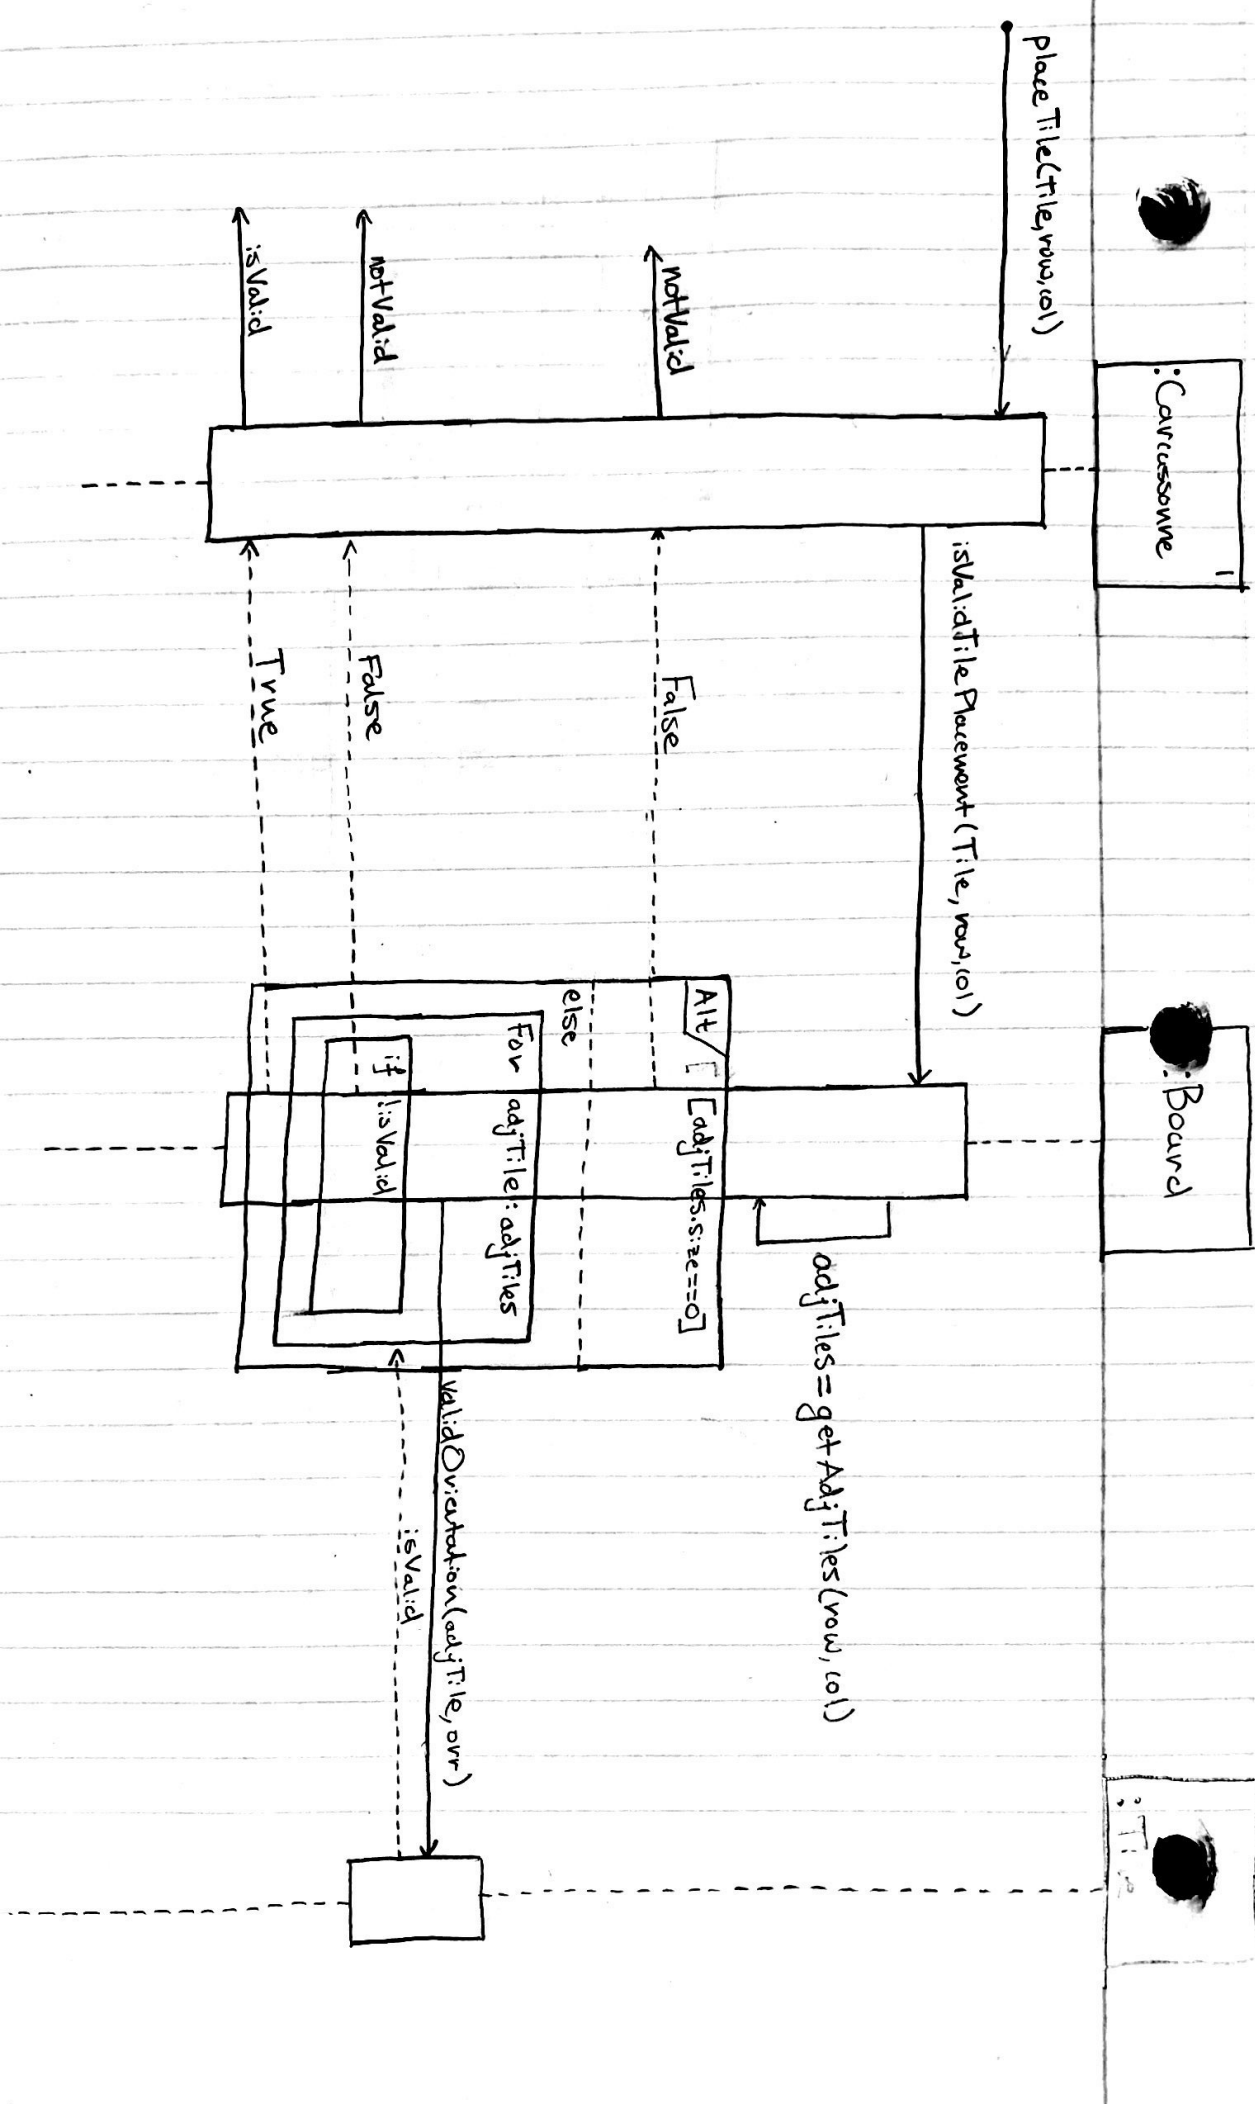 :Carcassonne
:Board
placeTile(tile,row,col)
isValidTilePlacement(Tile, row,col)
adjTiles=getAdjTiles(row,col)
Alt [
[adjTiles.size==0]
False
notValid
else
For adjTile: adjTiles
validOrientation(adjTile, orr)
isValid
if !isValid
False
notValid
True
isValid